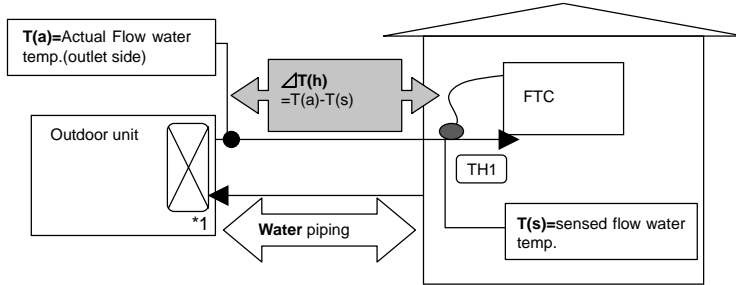 T(a)=Actual Flow water
temp.(outlet side)
⊿T(h)
=T(a)-T(s)
FTC
Outdoor unit
TH1
*1
Water piping
T(s)=sensed flow water
temp.